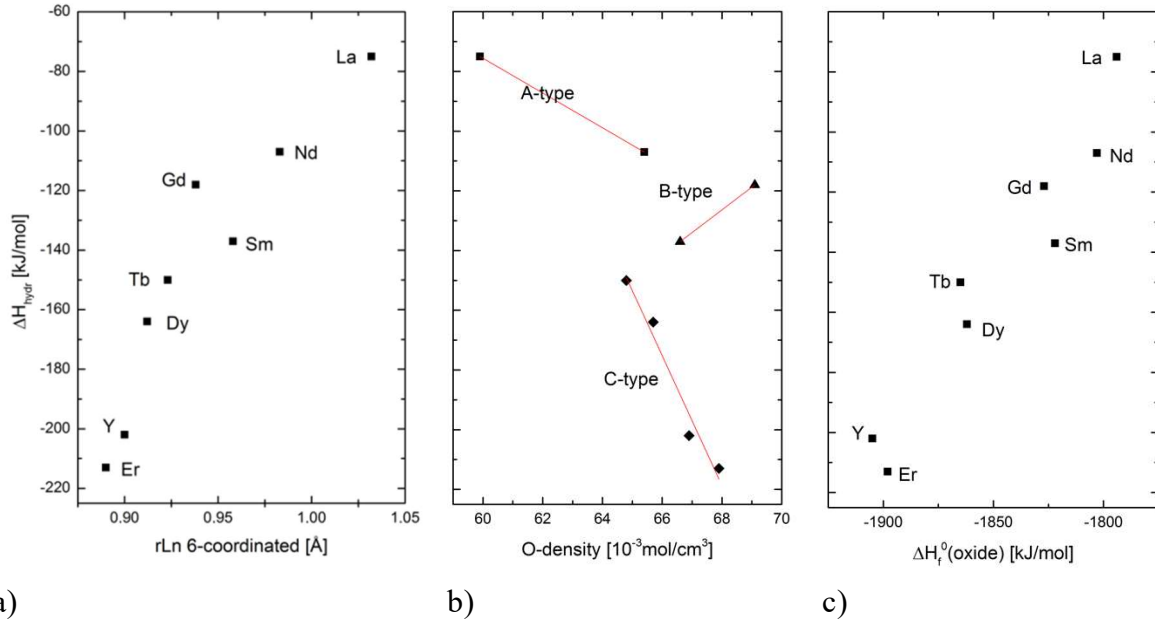 -60
-80
-100
-120
-140
-160
-180
-200
-220
ΔH_hydr [kJ/mol]
La
Nd
Gd
Sm
Tb
Dy
Y
Er
0.90 0.95 1.00 1.05
rLn 6-coordinated [Å]
A-type
B-type
C-type
60 62 64 66 68 70
O-density [10⁻³mol/cm³]
La
Nd
Gd
Sm
Tb
Dy
Y
Er
-1900 -1850 -1800
ΔH_f⁰(oxide) [kJ/mol]
a) b) c)